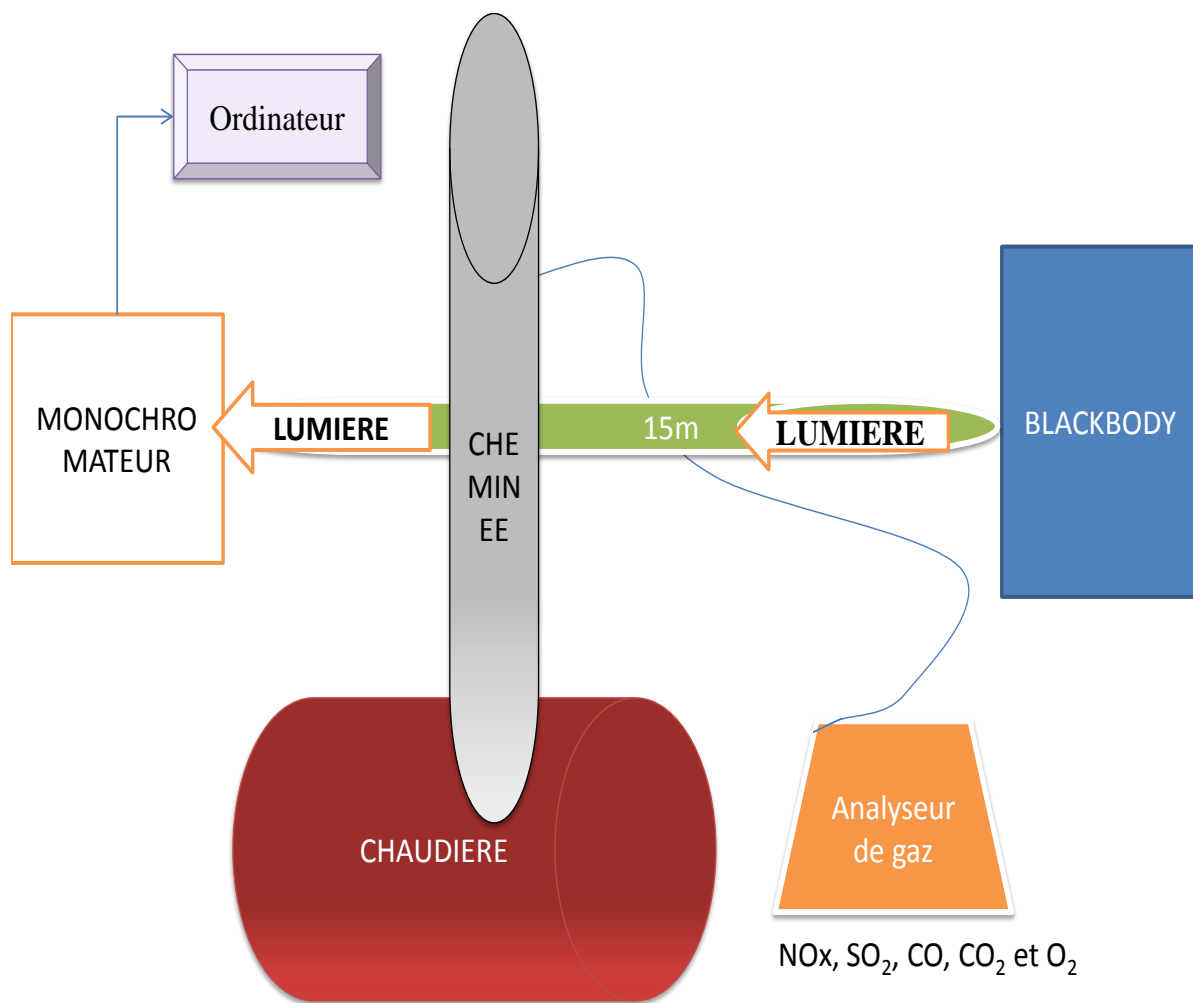 Ordinateur
MONOCHRO
MATEUR
LUMIERE
CHE
MIN
EE
15m
LUMIERE
BLACKBODY
CHAUDIERE
Analyseur
de gaz
NOx, SO₂, CO, CO₂ et O₂